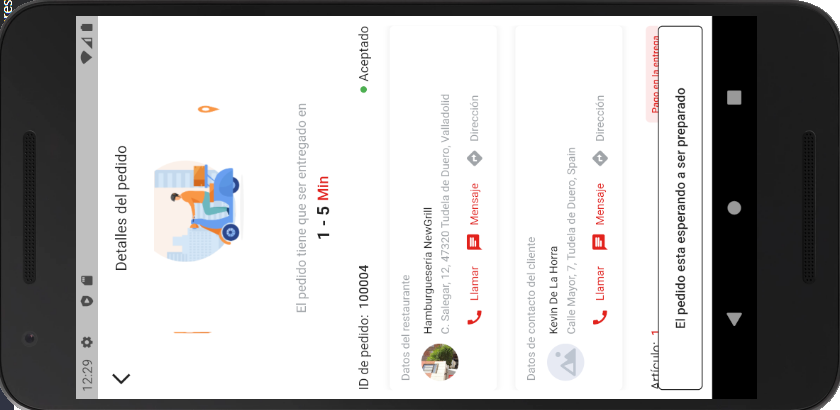 res
12:29
Detalles del pedido
El pedido tiene que ser entregado en
1 - 5 Min
ID de pedido: 100004
Aceptado
Datos del restaurante
Hamburgueseria NewGrill
C. Salegar, 12, 47320 Tudela de Duero, Valladolid
Llamar
Mensaje
Dirección
Datos de contacto del cliente
Kevin De La Horra
Calle Mayor, 7, Tudela de Duero, Spain
Llamar
Mensaje
Dirección
Artículo: 1
Pago en la entrega
El pedido esta esperando a ser preparado